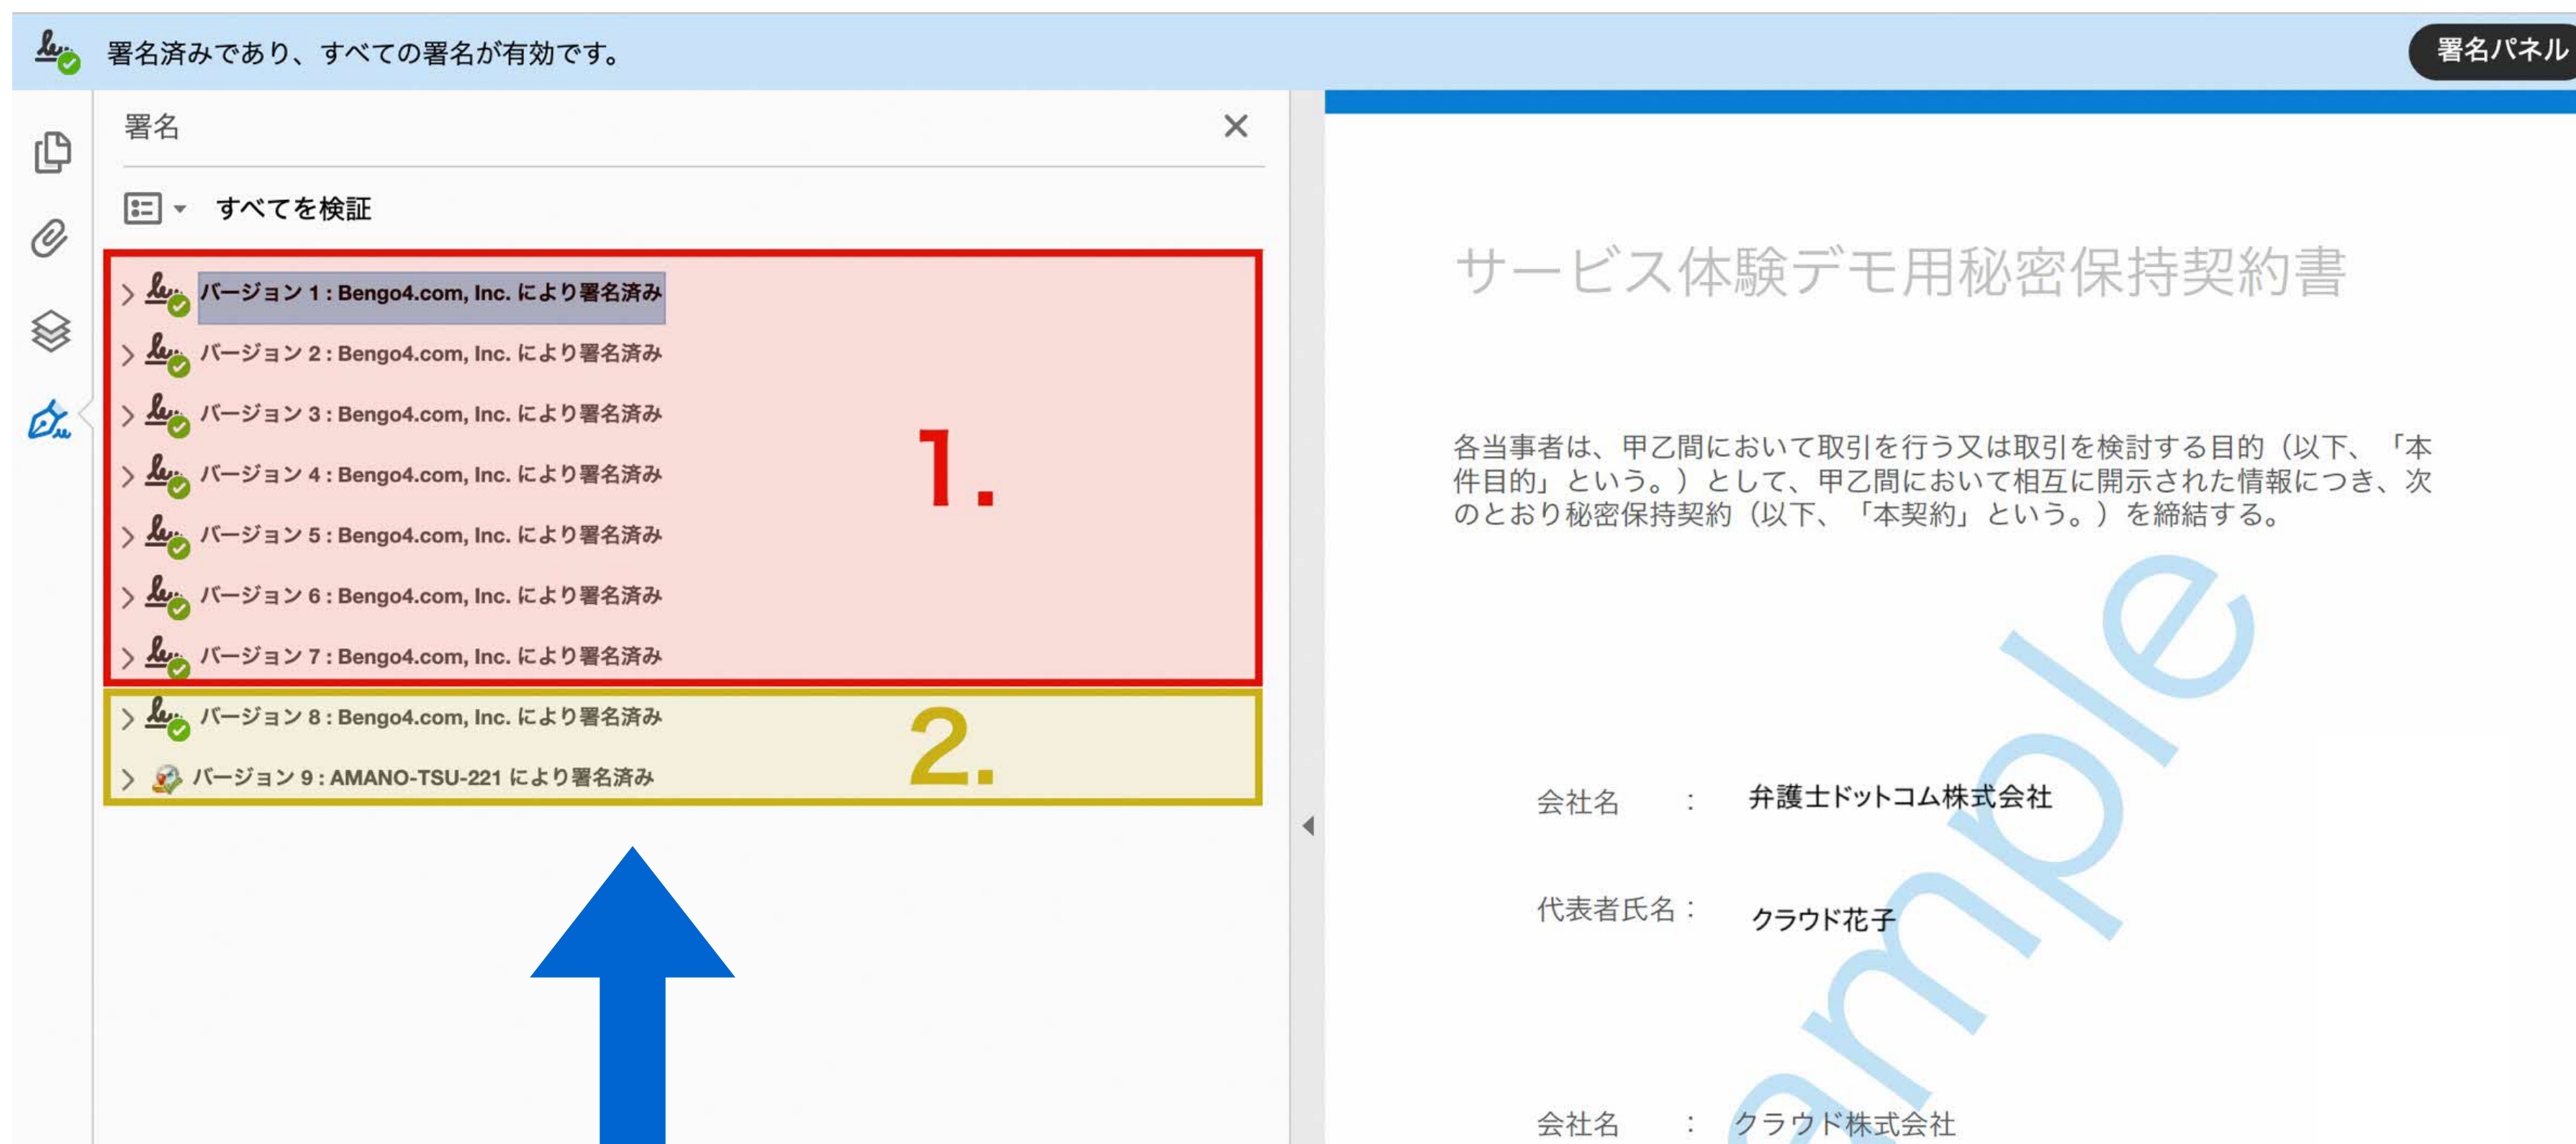 署名済みであり、すべての署名が有効です。
署名パネル
署名
すべてを検証
バージョン 1 : Bengo4.com, Inc. により署名済み
バージョン 2 : Bengo4.com, Inc. により署名済み
バージョン 3 : Bengo4.com, Inc. により署名済み
バージョン 4 : Bengo4.com, Inc. により署名済み
バージョン 5 : Bengo4.com, Inc. により署名済み
バージョン 6 : Bengo4.com, Inc. により署名済み
バージョン 7 : Bengo4.com, Inc. により署名済み
1.
バージョン 8 : Bengo4.com, Inc. により署名済み
バージョン 9 : AMANO-TSU-221 により署名済み
2.
サービス体験デモ用秘密保持契約書
各当事者は、甲乙間において取引を行う又は取引を検討する目的（以下、「本
件目的」という。）として、甲乙間において相互に開示された情報につき、次
のとおり秘密保持契約（以下、「本契約」という。）を締結する。
会社名 : 弁護士ドットコム株式会社
代表者氏名 : クラウド花子
会社名 : クラウド株式会社
ample